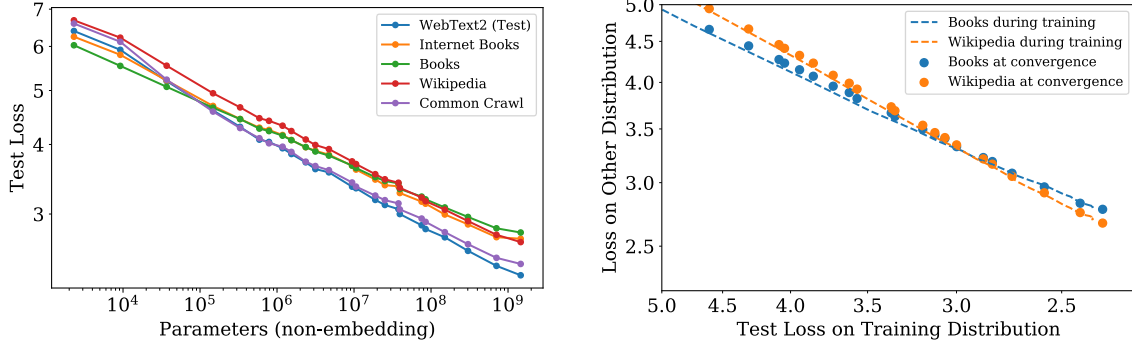 7
6
5
4
3
Test Loss
10^4
10^5
10^6
10^7
10^8
10^9
Parameters (non-embedding)
WebText2 (Test)
Internet Books
Books
Wikipedia
Common Crawl
5.0
4.5
4.0
3.5
3.0
2.5
Loss on Other Distribution
5.0
4.5
4.0
3.5
3.0
2.5
Test Loss on Training Distribution
Books during training
Wikipedia during training
Books at convergence
Wikipedia at convergence